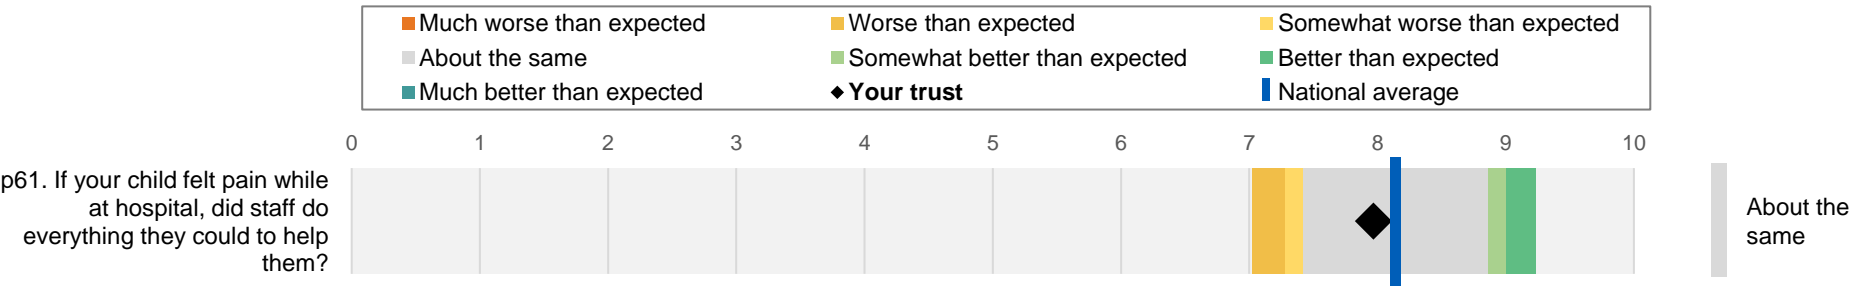 Much worse than expected
Worse than expected
Somewhat worse than expected
About the same
Somewhat better than expected
Better than expected
Much better than expected
Your trust
National average
0 1 2 3 4 5 6 7 8 9 10
p61. If your child felt pain while
at hospital, did staff do
everything they could to help
them?
About the
same